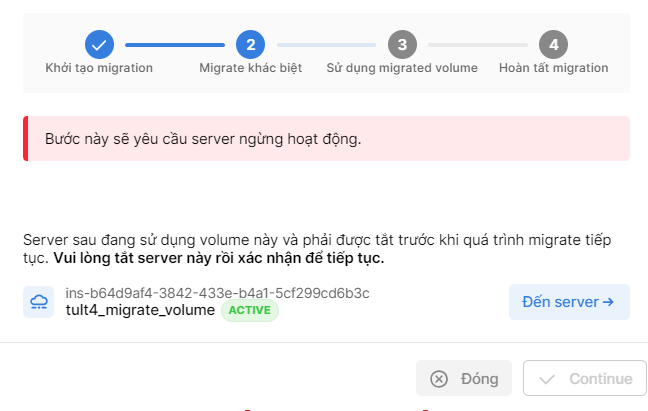 2
3
4
Khởi tạo migration
Migrate khác biệt
Sử dụng migrated volume
Hoàn tất migration
Bước này sẽ yêu cầu server ngừng hoạt động.
Server sau đang sử dụng volume này và phải được tắt trước khi quá trình migrate tiếp
tục. Vui lòng tắt server này rồi xác nhận để tiếp tục.
ins-b64d9af4-3842-433e-b4a1-5cf299cd6b3c
tult4_migrate_volume ACTIVE
Đến server →
Đóng
Continue